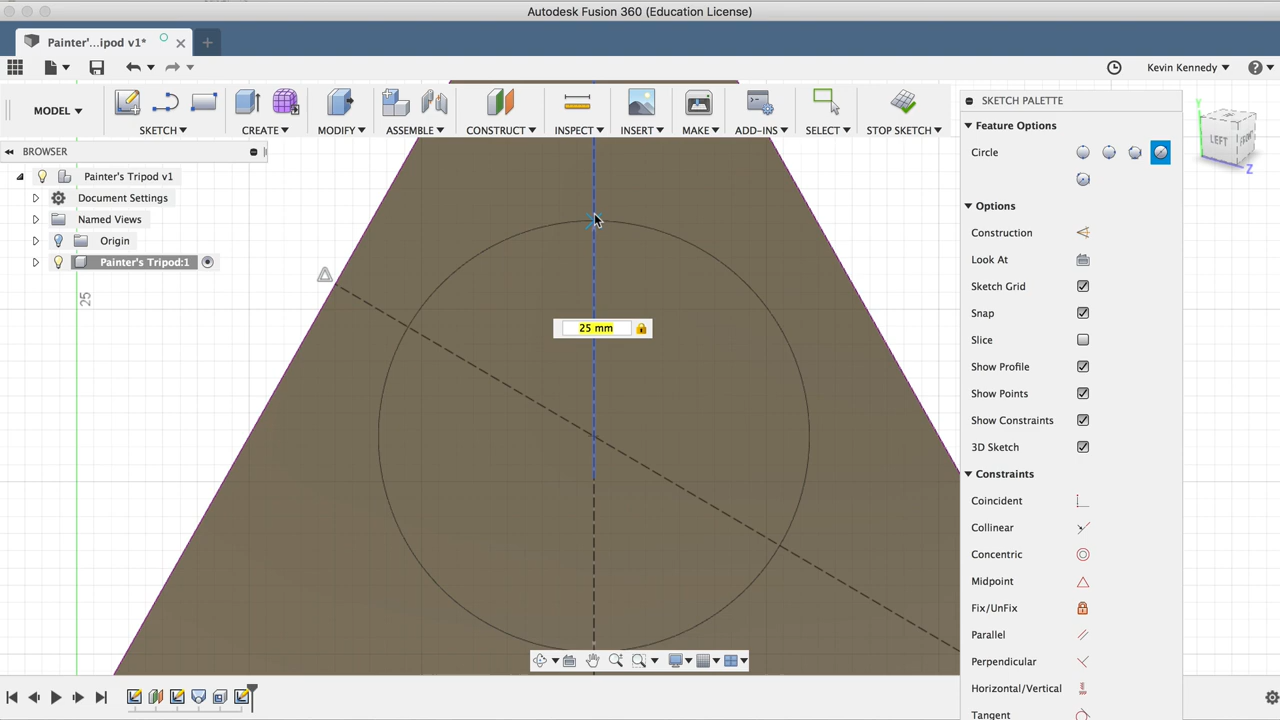 Autodesk Fusion 360 (Education License)
Painter'...ipod v1*
Kevin Kennedy
MODEL
SKETCH
CREATE
MODIFY
ASSEMBLE
CONSTRUCT
INSPECT
INSERT
MAKE
ADD-INS
SELECT
STOP SKETCH
BROWSER
Painter's Tripod v1
Document Settings
Named Views
Origin
Painter's Tripod:1
25
25 mm
Y
LEFT
Z
SKETCH PALETTE
Feature Options
Circle
Options
Construction
Look At
Sketch Grid
Snap
Slice
Show Profile
Show Points
Show Constraints
3D Sketch
Constraints
Coincident
Collinear
Concentric
Midpoint
Fix/UnFix
Parallel
Perpendicular
Horizontal/Vertical
Tangent